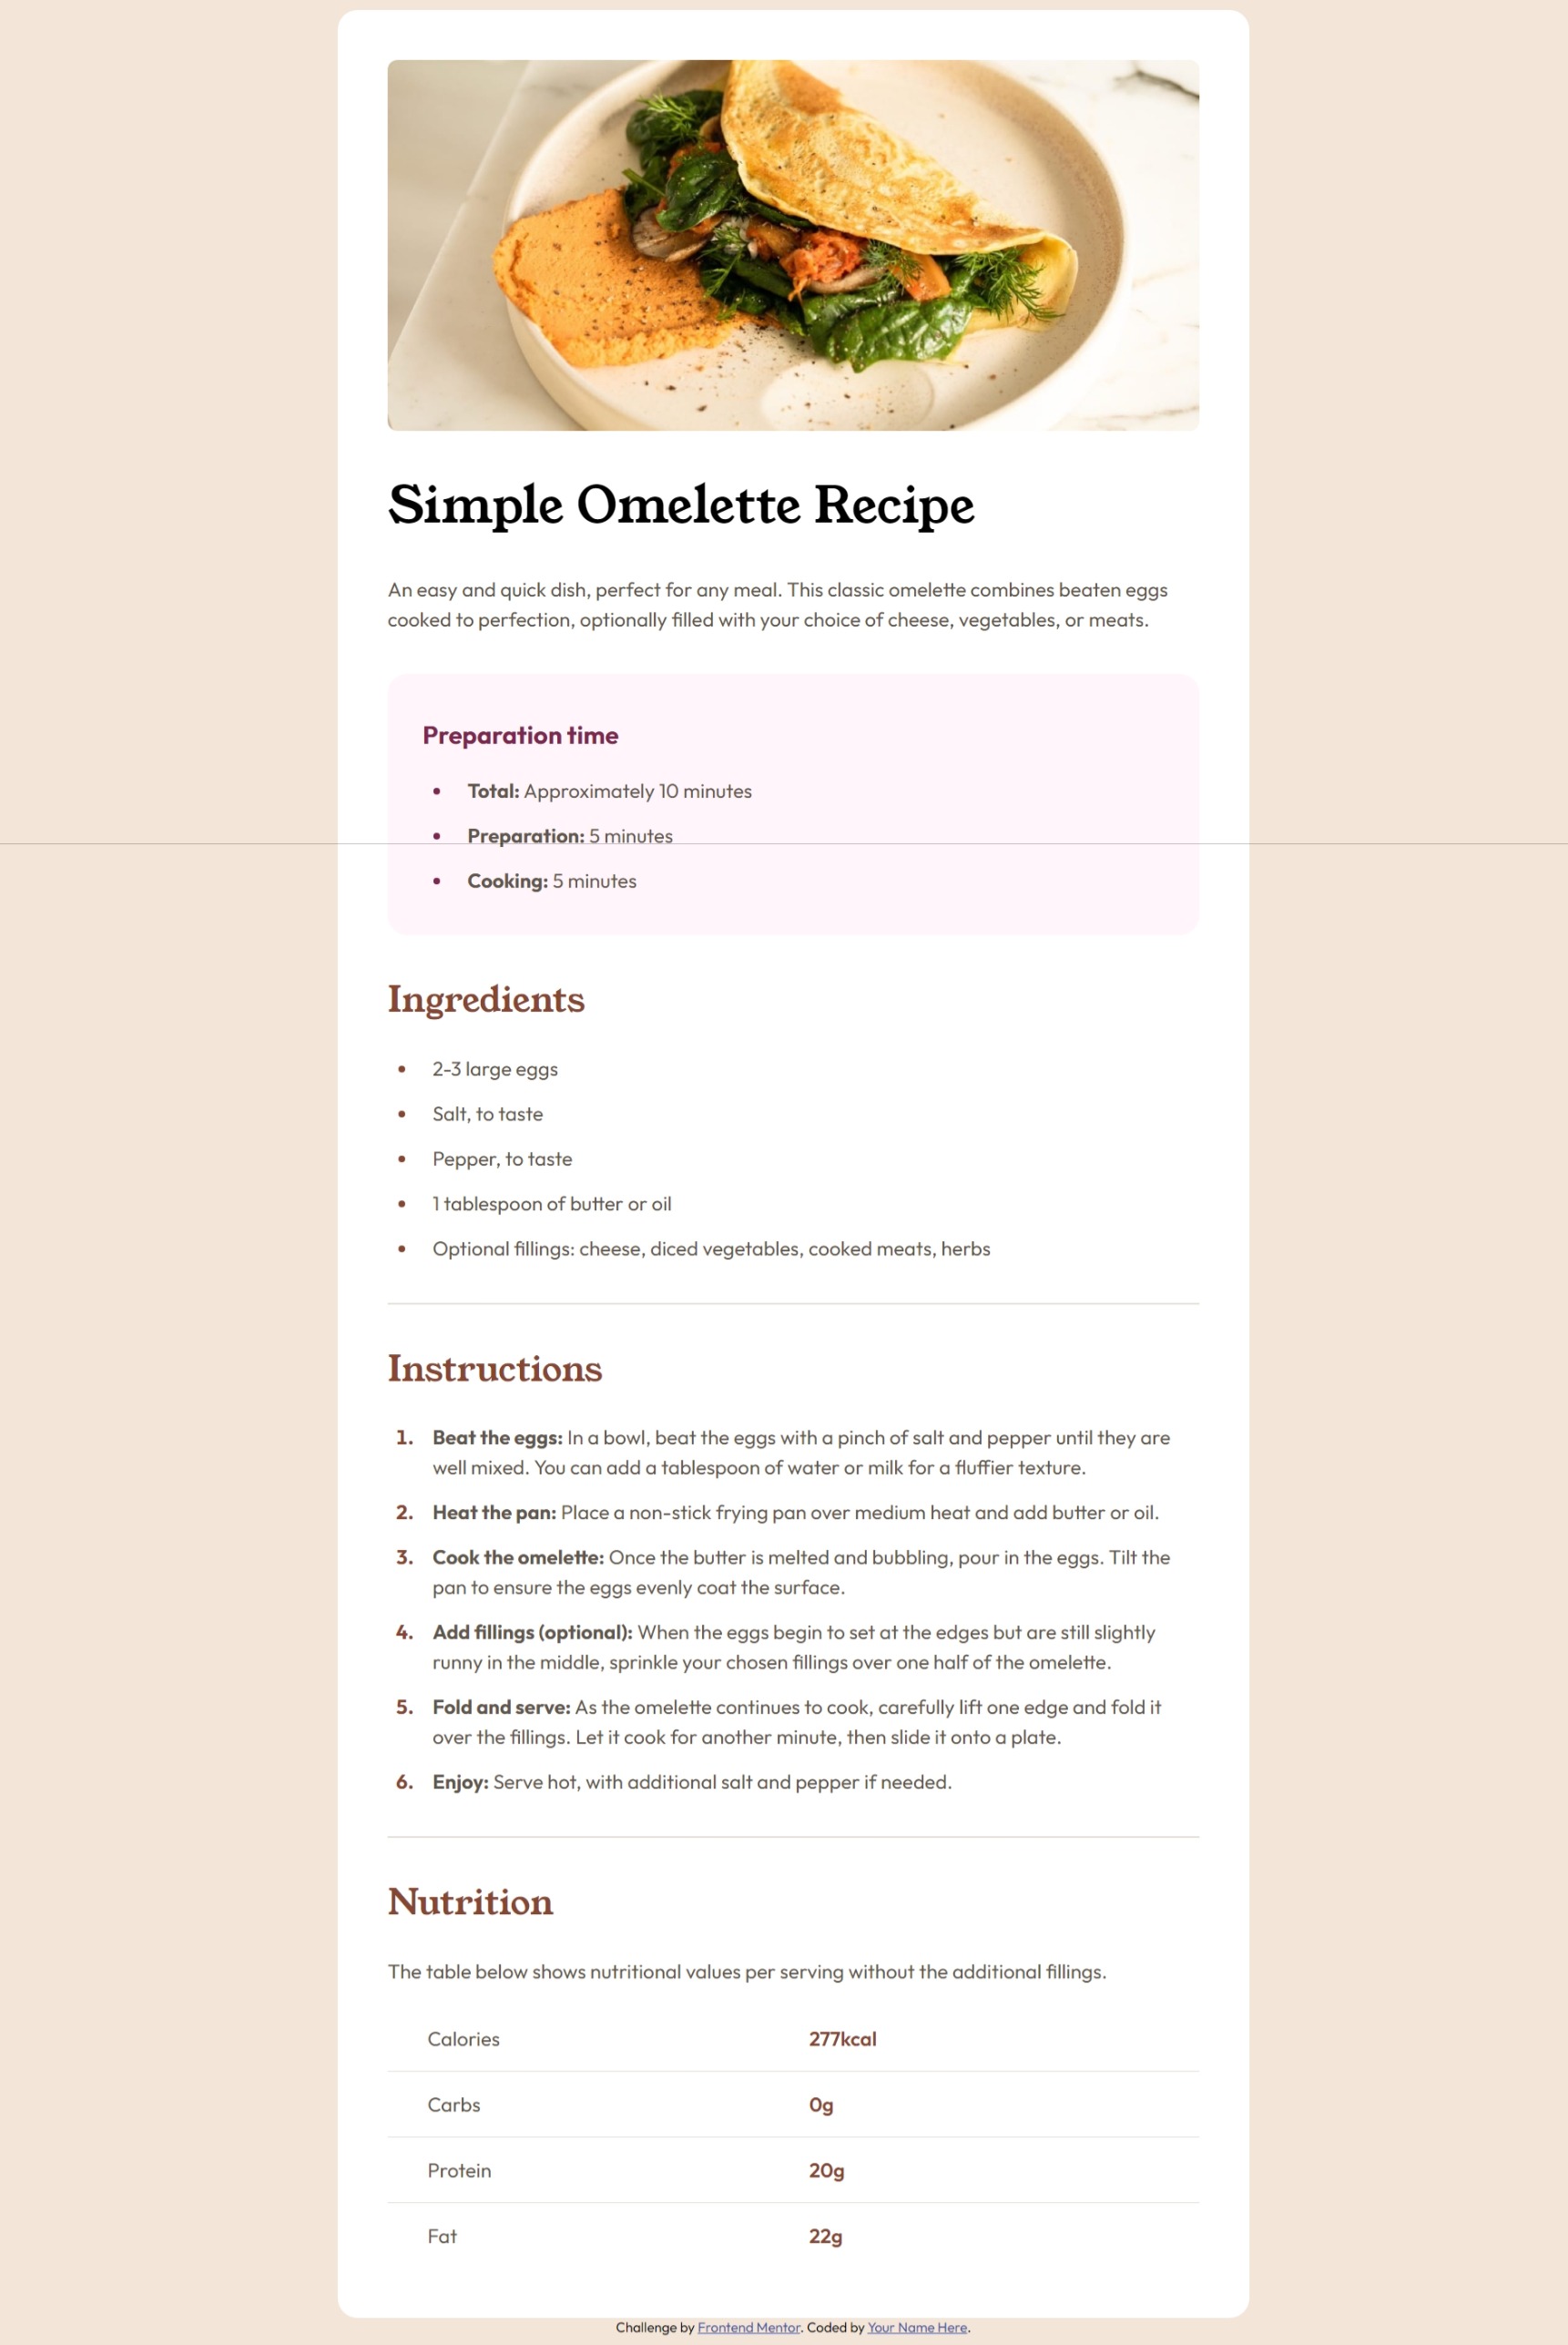 Simple Omelette Recipe
An easy and quick dish, perfect for any meal. This classic omelette combines beaten eggs
cooked to perfection, optionally filled with your choice of cheese, vegetables, or meats.
Preparation time
• Total: Approximately 10 minutes
• Preparation: 5 minutes
• Cooking: 5 minutes
Ingredients
• 2-3 large eggs
• Salt, to taste
• Pepper, to taste
• 1 tablespoon of butter or oil
• Optional fillings: cheese, diced vegetables, cooked meats, herbs
Instructions
1. Beat the eggs: In a bowl, beat the eggs with a pinch of salt and pepper until they are
well mixed. You can add a tablespoon of water or milk for a fluffier texture.
2. Heat the pan: Place a non-stick frying pan over medium heat and add butter or oil.
3. Cook the omelette: Once the butter is melted and bubbling, pour in the eggs. Tilt the
pan to ensure the eggs evenly coat the surface.
4. Add fillings (optional): When the eggs begin to set at the edges but are still slightly
runny in the middle, sprinkle your chosen fillings over one half of the omelette.
5. Fold and serve: As the omelette continues to cook, carefully lift one edge and fold it
over the fillings. Let it cook for another minute, then slide it onto a plate.
6. Enjoy: Serve hot, with additional salt and pepper if needed.
Nutrition
The table below shows nutritional values per serving without the additional fillings.
Calories 277kcal
Carbs 0g
Protein 20g
Fat 22g
Challenge by Frontend Mentor. Coded by Your Name Here.